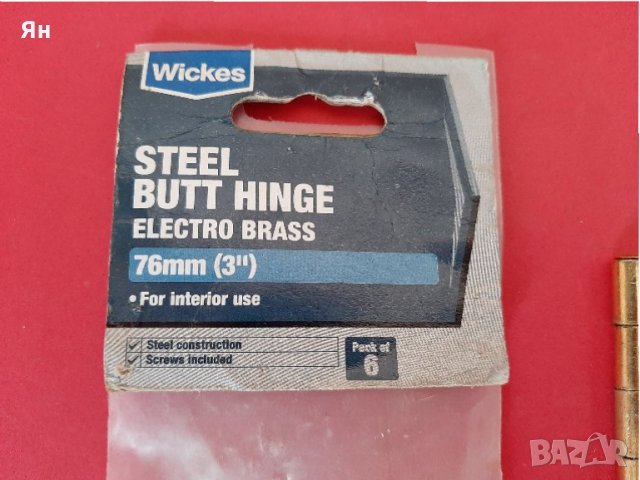 Ян
Wickes
STEEL
BUTT HINGE
ELECTRO BRASS
76mm (3")
• For interior use
✓ Steel construction
✓ Screws included
Pack of
6
BAZAR